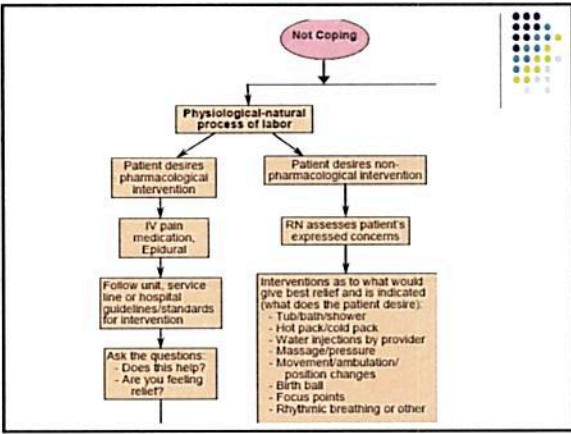 Not Coping
Physiological-natural
process of labor
Patient desires
pharmacological
intervention
IV pain
medication,
Epidural
Follow unit, service
line or hospital
guidelines/standards
for intervention
Ask the questions:
- Does this help?
- Are you feeling
relief?
Patient desires non-
pharmacological intervention
RN assesses patient's
expressed concerns
Interventions as to what would
give best relief and is indicated
(what does the patient desire):
- Tub/bath/shower
- Hot pack/cold pack
- Water injections by provider
- Massage/pressure
- Movement/ambulation/
position changes
- Birth ball
- Focus points
- Rhythmic breathing or other